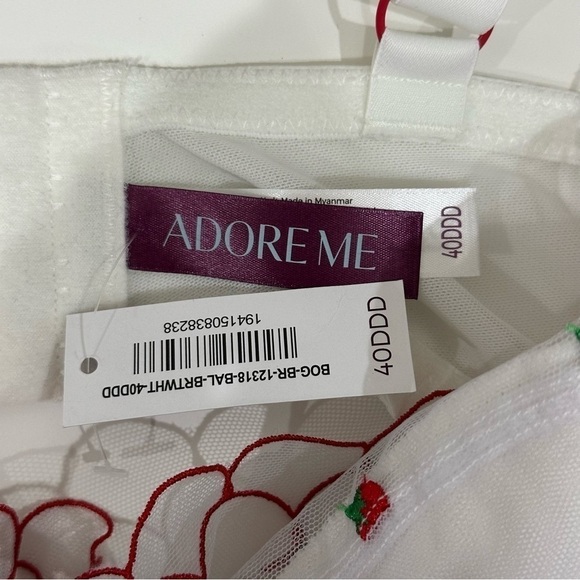 Made in Myanmar
ADORE ME
40DDD
194150838238
BOG-BR-12318-BAL-BRTWHT-40DDD
40DDD